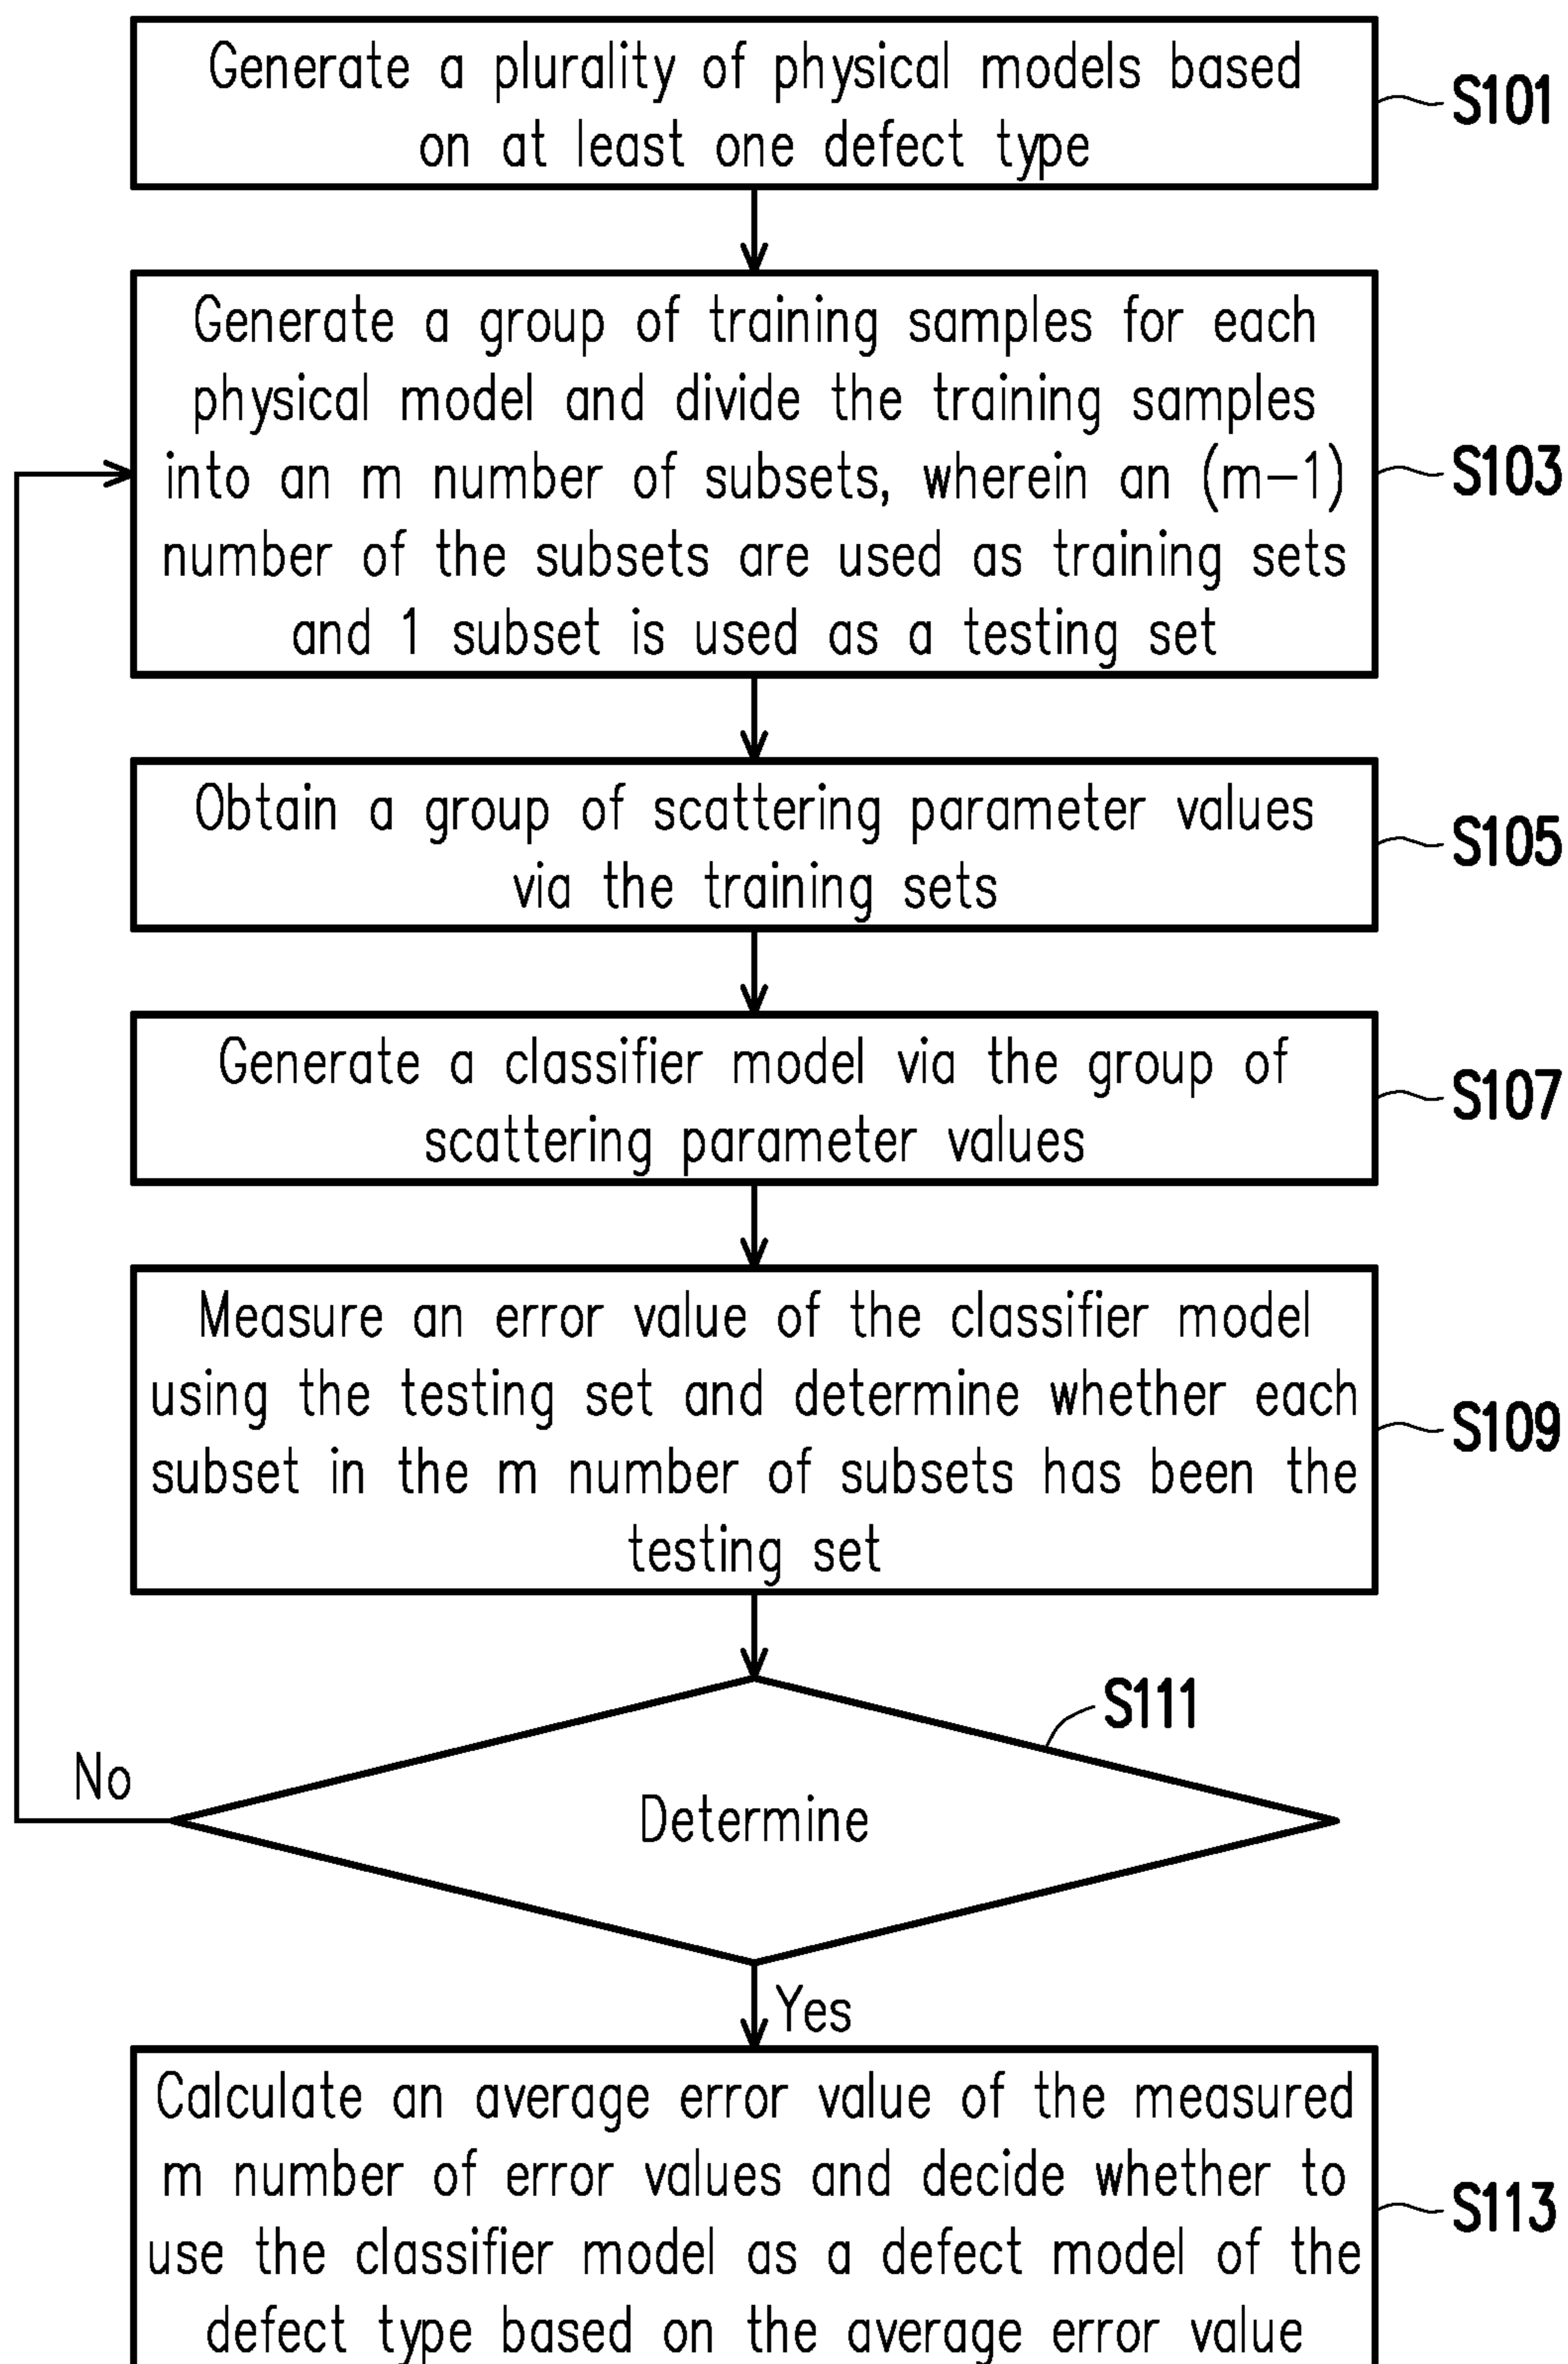 Generate a plurality of physical models based
on at least one defect type
S101
Generate a group of training samples for each
physical model and divide the training samples
into an m number of subsets, wherein an (m−1)
number of the subsets are used as training sets
and 1 subset is used as a testing set
S103
Obtain a group of scattering parameter values
via the training sets
S105
Generate a classifier model via the group of
scattering parameter values
S107
Measure an error value of the classifier model
using the testing set and determine whether each
subset in the m number of subsets has been the
testing set
S109
S111
No
Determine
Yes
Calculate an average error value of the measured
m number of error values and decide whether to
use the classifier model as a defect model of the
defect type based on the average error value
S113